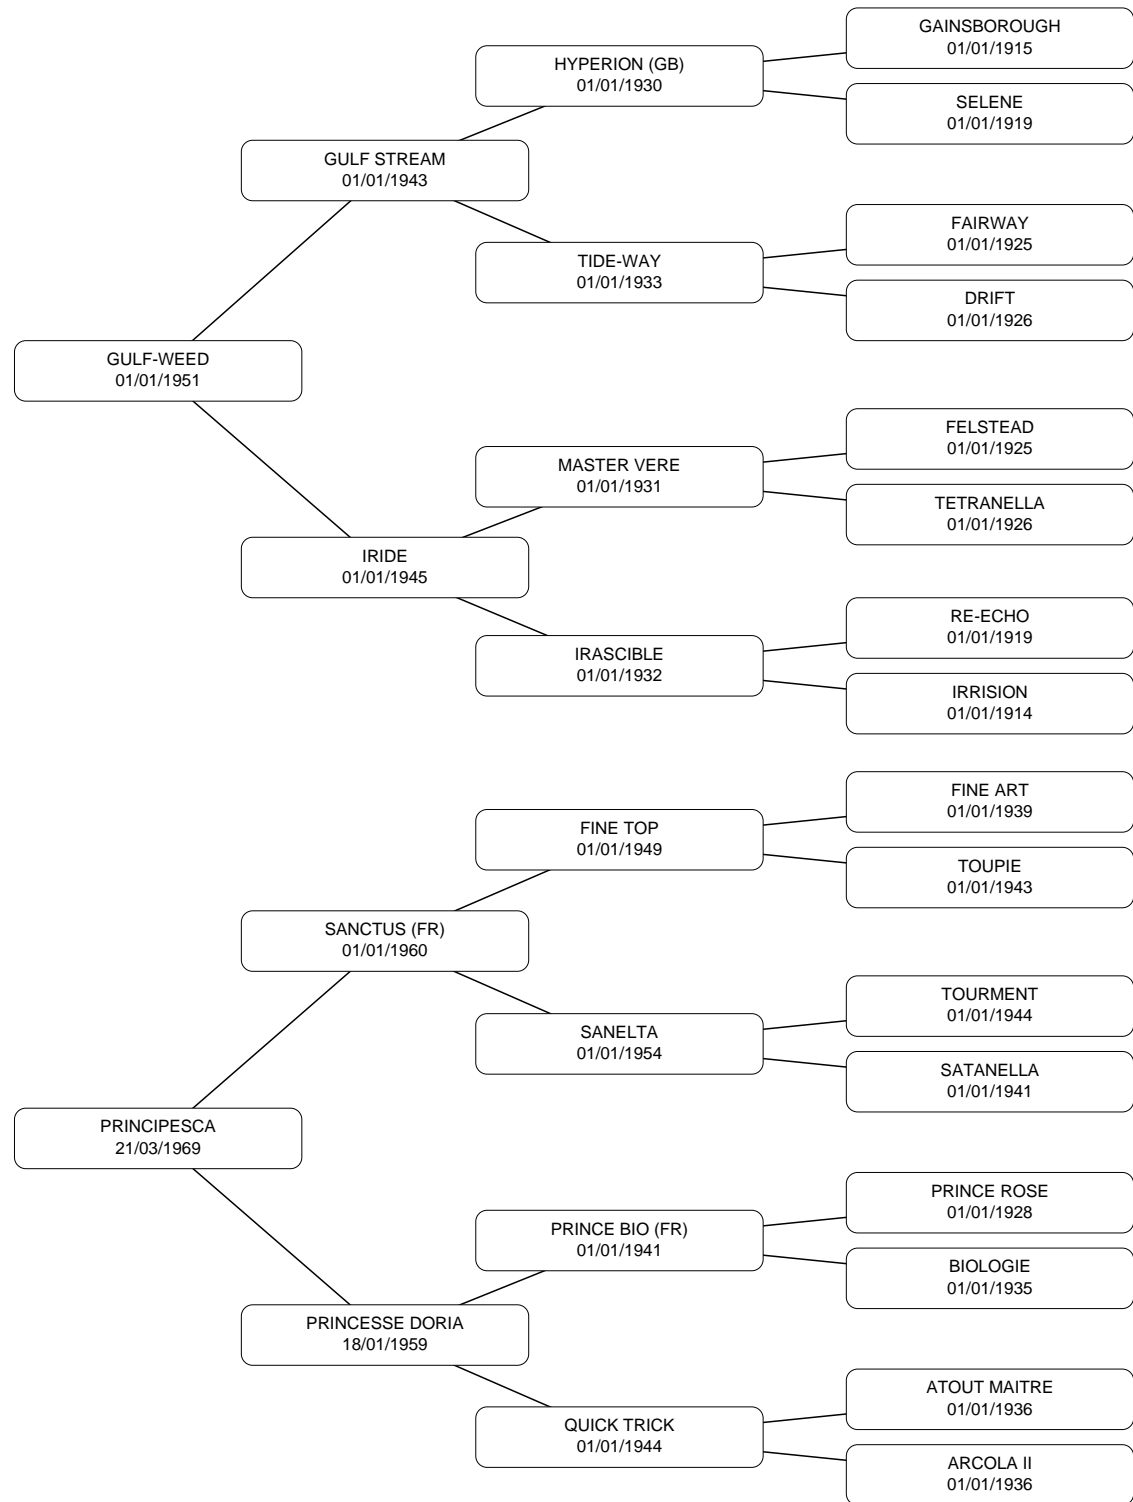 GAINSBOROUGH
01/01/1915
HYPERION (GB)
01/01/1930
SELENE
01/01/1919
GULF STREAM
01/01/1943
FAIRWAY
01/01/1925
TIDE-WAY
01/01/1933
DRIFT
01/01/1926
GULF-WEED
01/01/1951
FELSTEAD
01/01/1925
MASTER VERE
01/01/1931
TETRANELLA
01/01/1926
IRIDE
01/01/1945
RE-ECHO
01/01/1919
IRASCIBLE
01/01/1932
IRRISION
01/01/1914
FINE ART
01/01/1939
FINE TOP
01/01/1949
TOUPIE
01/01/1943
SANCTUS (FR)
01/01/1960
TOURMENT
01/01/1944
SANELTA
01/01/1954
SATANELLA
01/01/1941
PRINCIPESCA
21/03/1969
PRINCE ROSE
01/01/1928
PRINCE BIO (FR)
01/01/1941
BIOLOGIE
01/01/1935
PRINCESSE DORIA
18/01/1959
ATOUT MAITRE
01/01/1936
QUICK TRICK
01/01/1944
ARCOLA II
01/01/1936